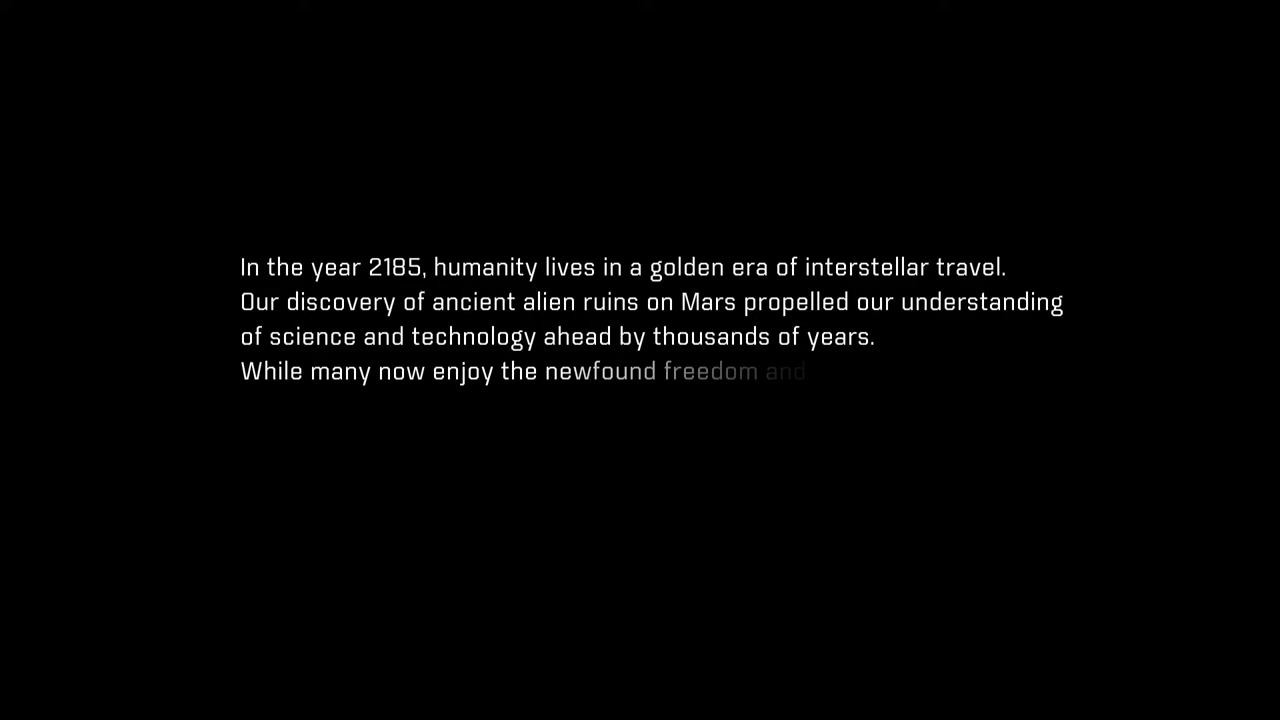 In the year 2185, humanity lives in a golden era of interstellar travel.
Our discovery of ancient alien ruins on Mars propelled our understanding
of science and technology ahead by thousands of years.
While many now enjoy the newfound freedom and